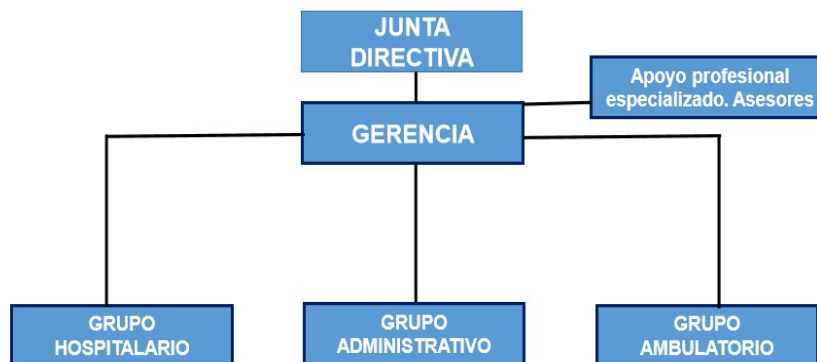 JUNTA
DIRECTIVA
Apoyo profesional
especializado. Asesores
GERENCIA
GRUPO
HOSPITALARIO
GRUPO
ADMINISTRATIVO
GRUPO
AMBULATORIO